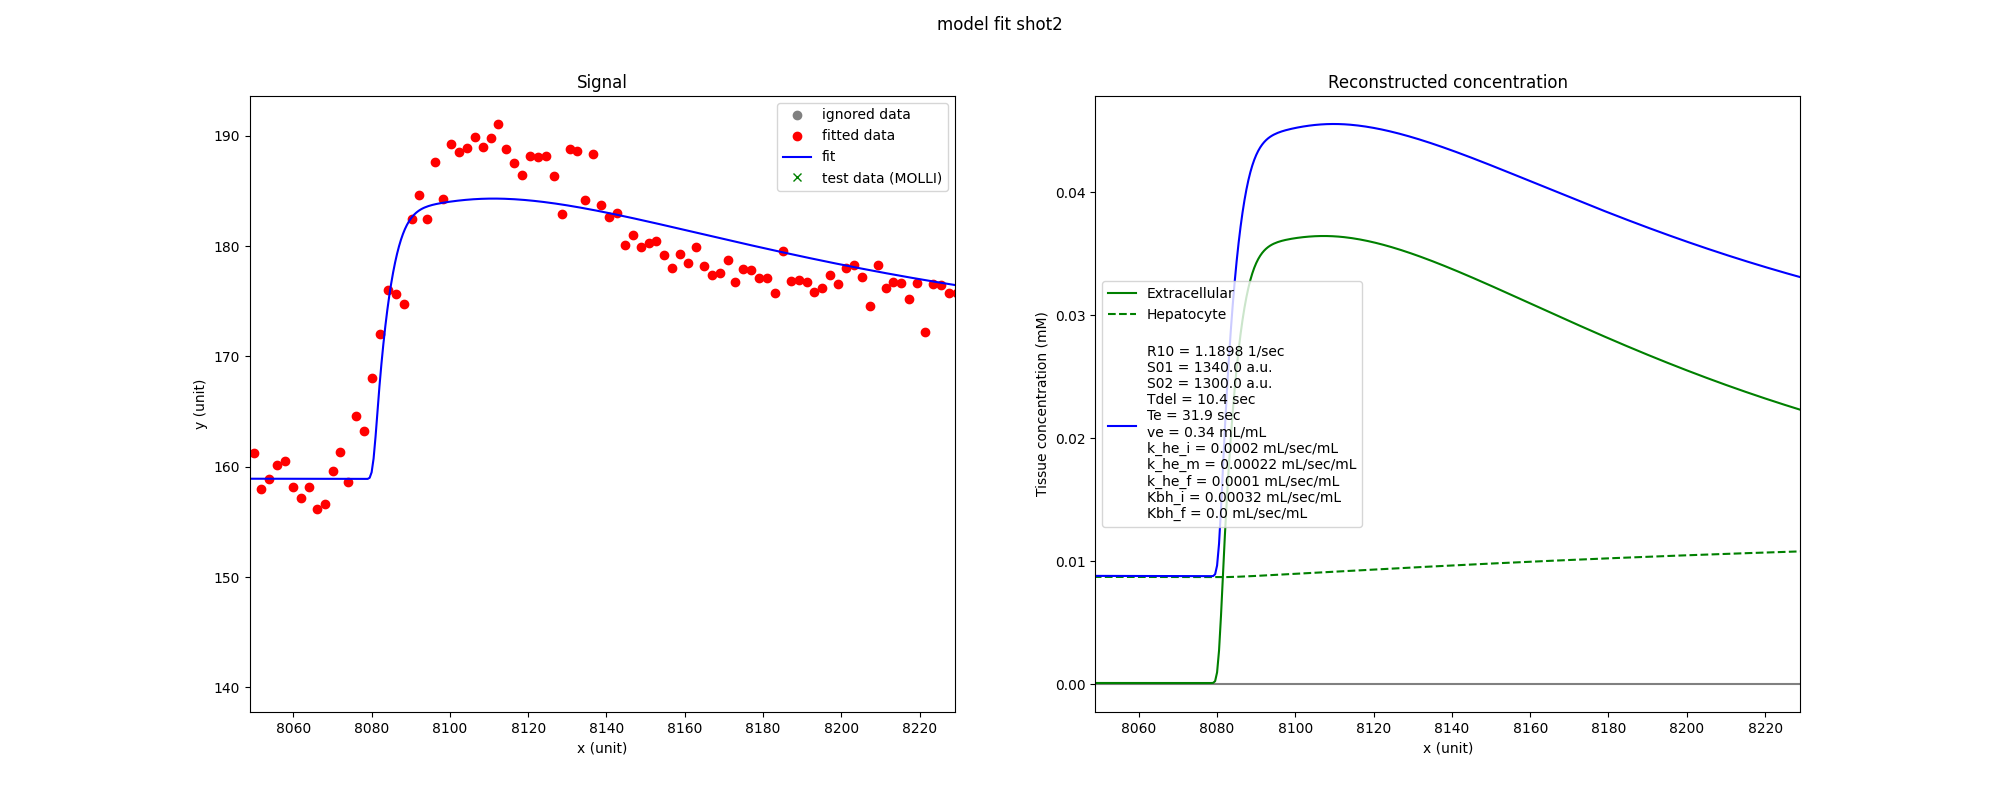 model fit shot2
Signal
190
180
170
160
150
140
y (unit)
8060 8080 8100 8120 8140 8160 8180 8200 8220
x (unit)
ignored data
fitted data
fit
test data (MOLLI)
Reconstructed concentration
0.04
0.03
0.02
0.01
0.00
Tissue concentration (mM)
8060 8080 8100 8120 8140 8160 8180 8200 8220
x (unit)
Extracellular
Hepatocyte
R10 = 1.1898 1/sec
S01 = 1340.0 a.u.
S02 = 1300.0 a.u.
Tdel = 10.4 sec
Te = 31.9 sec
ve = 0.34 mL/mL
k_he_i = 0.0002 mL/sec/mL
k_he_m = 0.00022 mL/sec/mL
k_he_f = 0.0001 mL/sec/mL
Kbh_i = 0.00032 mL/sec/mL
Kbh_f = 0.0 mL/sec/mL